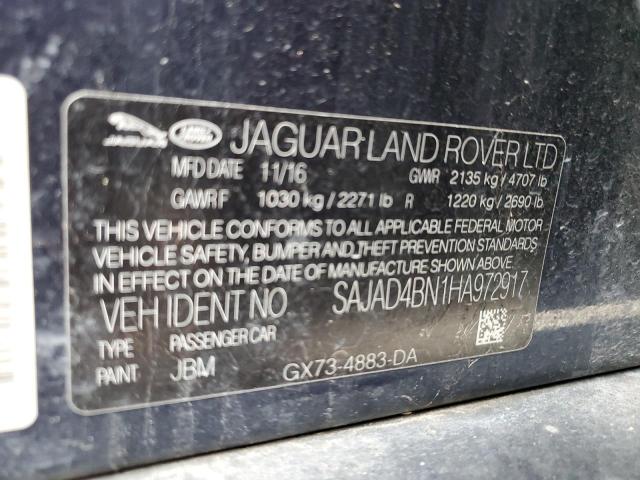 JAGUAR LAND ROVER JAGUAR LAND ROVER LTD
MFD DATE 11/16 GVWR 2135 kg / 4707 lb
GAWR F 1030 kg / 2271 lb R 1220 kg / 2690 lb
THIS VEHICLE CONFORMS TO ALL APPLICABLE FEDERAL MOTOR
VEHICLE SAFETY, BUMPER AND THEFT PREVENTION STANDARDS
IN EFFECT ON THE DATE OF MANUFACTURE SHOWN ABOVE.
VEH IDENT NO SAJAD4BN1HA972917
TYPE PASSENGER CAR
PAINT JBM GX73-4883-DA